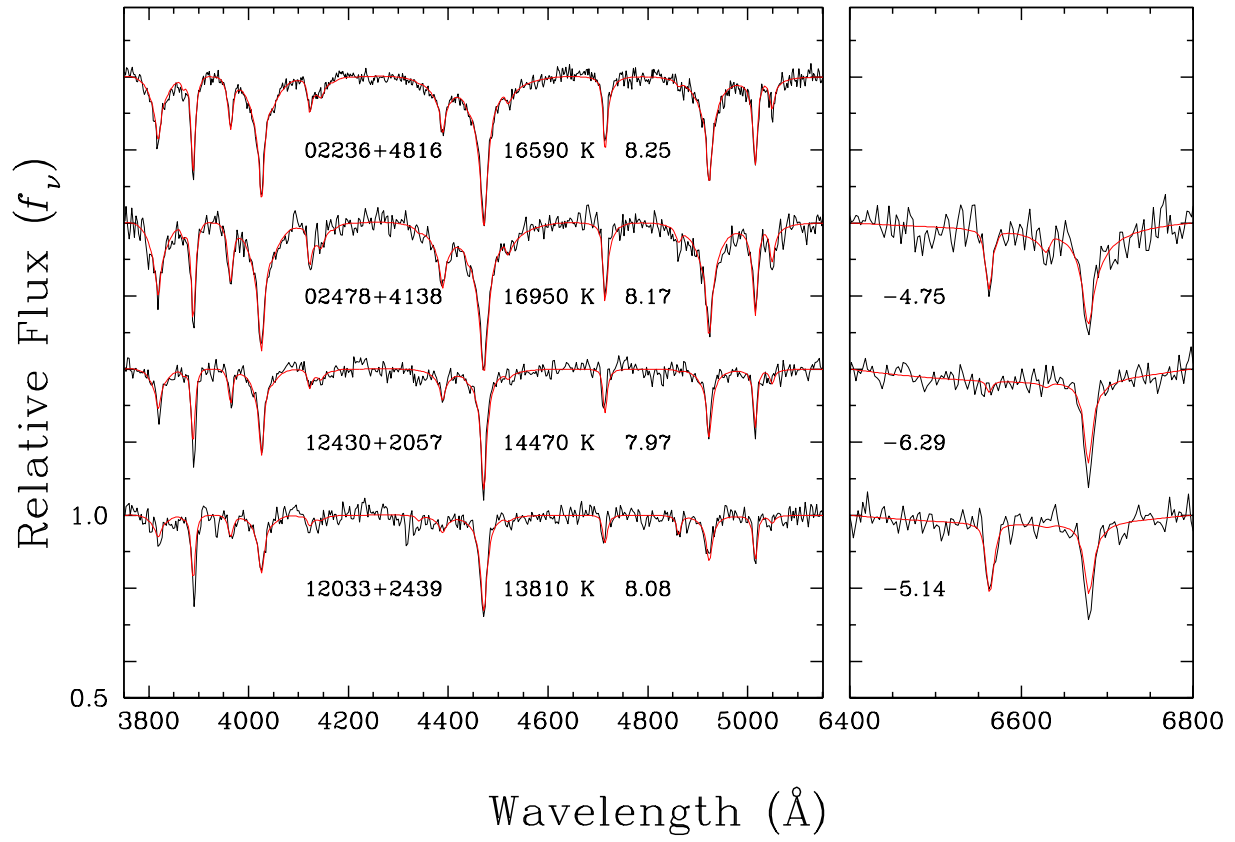 Relative Flux (fν)
02236+4816 16590 K 8.25
02478+4138 16950 K 8.17 −4.75
12430+2057 14470 K 7.97 −6.29
1.0
12033+2439 13810 K 8.08 −5.14
0.5
3800 4000 4200 4400 4600 4800 5000 6400 6600 6800
Wavelength (Å)